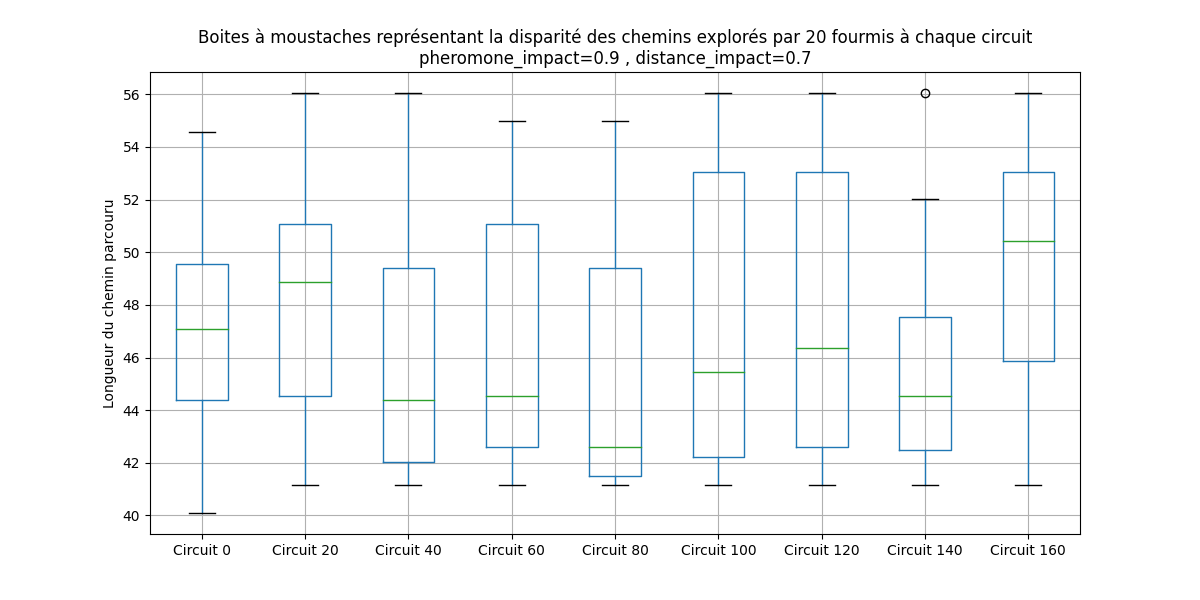 Boites à moustaches représentant la disparité des chemins explorés par 20 fourmis à chaque circuit
pheromone_impact=0.9 , distance_impact=0.7
Longueur du chemin parcouru
56
54
52
50
48
46
44
42
40
Circuit 0 Circuit 20 Circuit 40 Circuit 60 Circuit 80 Circuit 100 Circuit 120 Circuit 140 Circuit 160